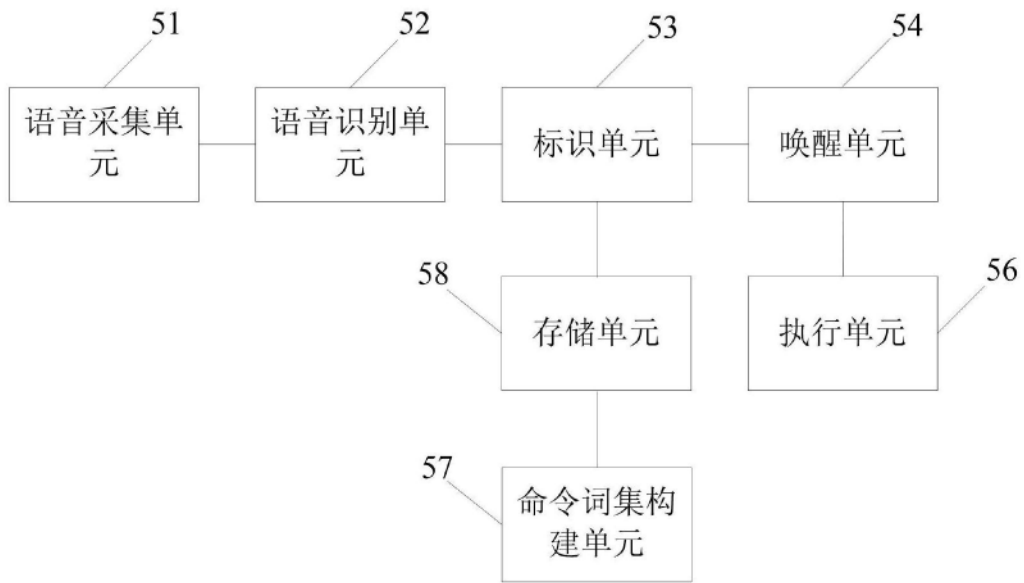 51
52
53
54
语音采集单
元
语音识别单
元
标识单元
唤醒单元
58
56
存储单元
执行单元
57
命令词集构
建单元